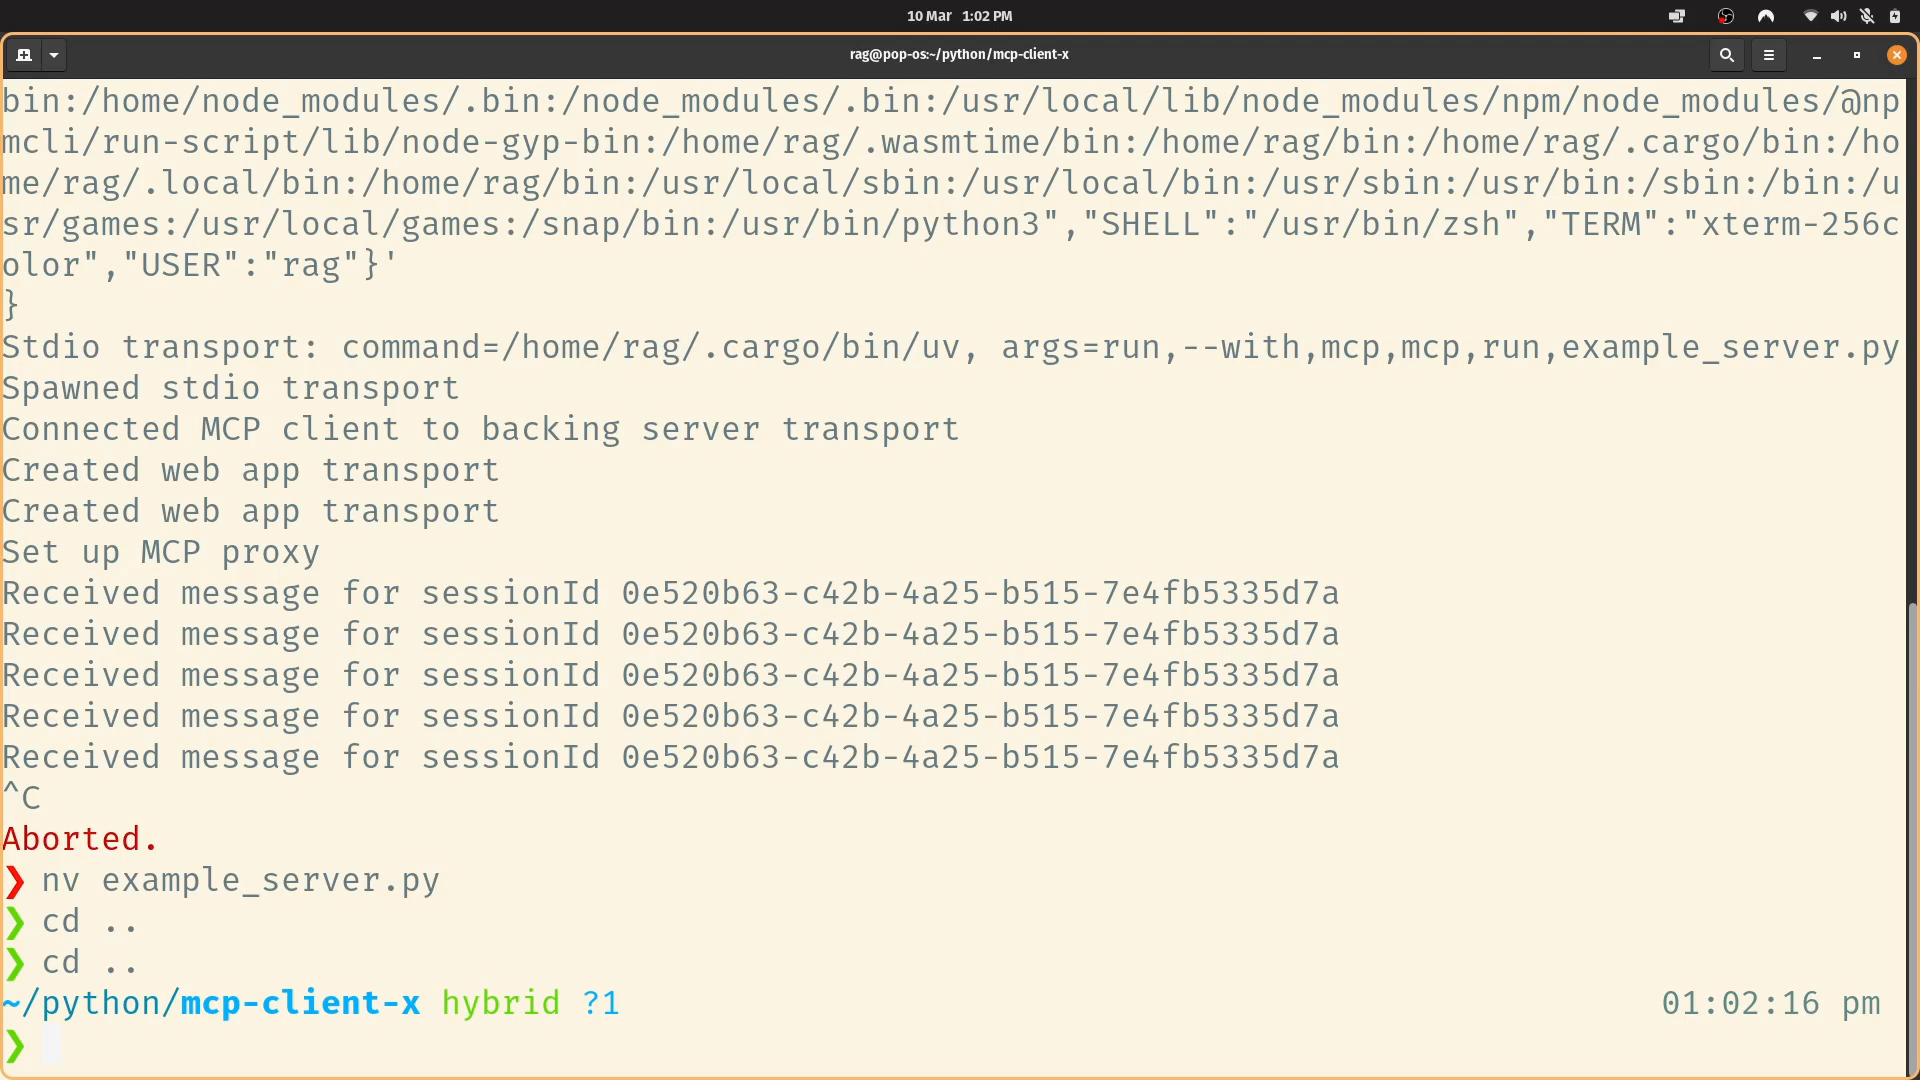 10 Mar 1:02 PM
rag@pop-os:~/python/mcp-client-x
bin:/home/node_modules/.bin:/node_modules/.bin:/usr/local/lib/node_modules/npm/node_modules/@np
mcli/run-script/lib/node-gyp-bin:/home/rag/.wasmtime/bin:/home/rag/bin:/home/rag/.cargo/bin:/ho
me/rag/.local/bin:/home/rag/bin:/usr/local/sbin:/usr/local/bin:/usr/sbin:/usr/bin:/sbin:/bin:/u
sr/games:/usr/local/games:/snap/bin:/usr/bin/python3","SHELL":"/usr/bin/zsh","TERM":"xterm-256c
olor","USER":"rag"}'
}
Stdio transport: command=/home/rag/.cargo/bin/uv, args=run,--with,mcp,mcp,run,example_server.py
Spawned stdio transport
Connected MCP client to backing server transport
Created web app transport
Created web app transport
Set up MCP proxy
Received message for sessionId 0e520b63-c42b-4a25-b515-7e4fb5335d7a
Received message for sessionId 0e520b63-c42b-4a25-b515-7e4fb5335d7a
Received message for sessionId 0e520b63-c42b-4a25-b515-7e4fb5335d7a
Received message for sessionId 0e520b63-c42b-4a25-b515-7e4fb5335d7a
Received message for sessionId 0e520b63-c42b-4a25-b515-7e4fb5335d7a
^C
Aborted.
❯ nv example_server.py
❯ cd ..
❯ cd ..
~/python/mcp-client-x hybrid ?1 01:02:16 pm
❯